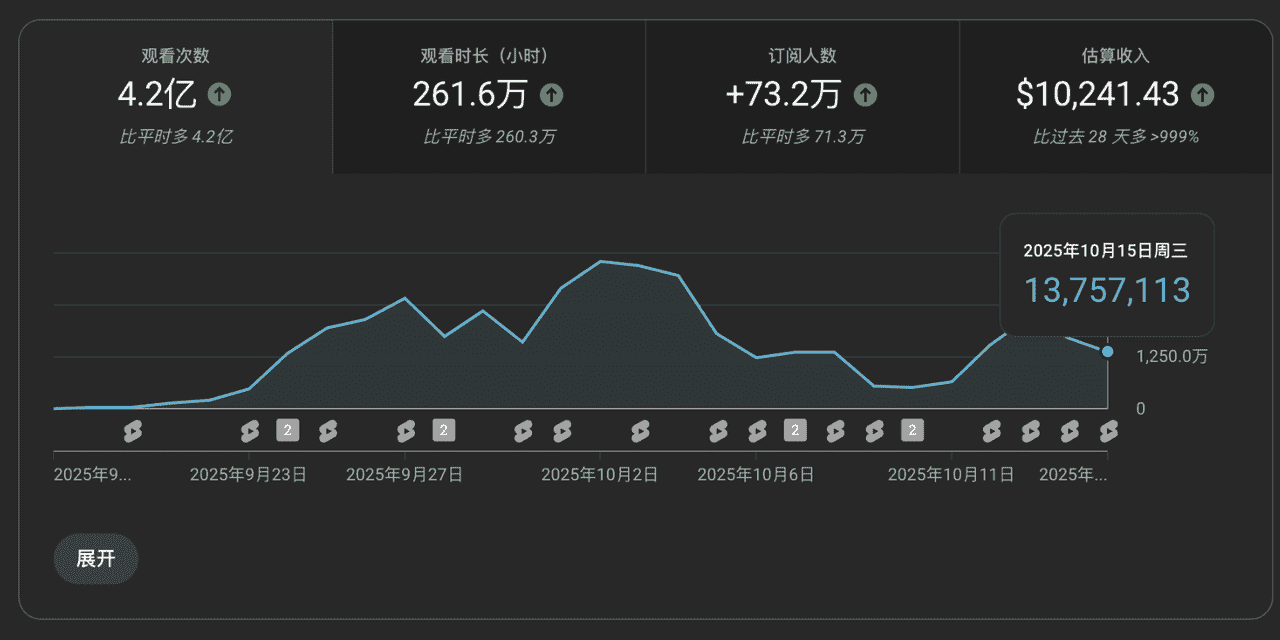 观看次数
4.2亿
比平时多 4.2亿
观看时长（小时）
261.6万
比平时多 260.3万
订阅人数
+73.2万
比平时多 71.3万
估算收入
$10,241.43
比过去 28 天多 >999%
2025年10月15日周三
13,757,113
1,250.0万
0
2
2
2
2
2025年9...
2025年9月23日
2025年9月27日
2025年10月2日
2025年10月6日
2025年10月11日
2025年...
展开